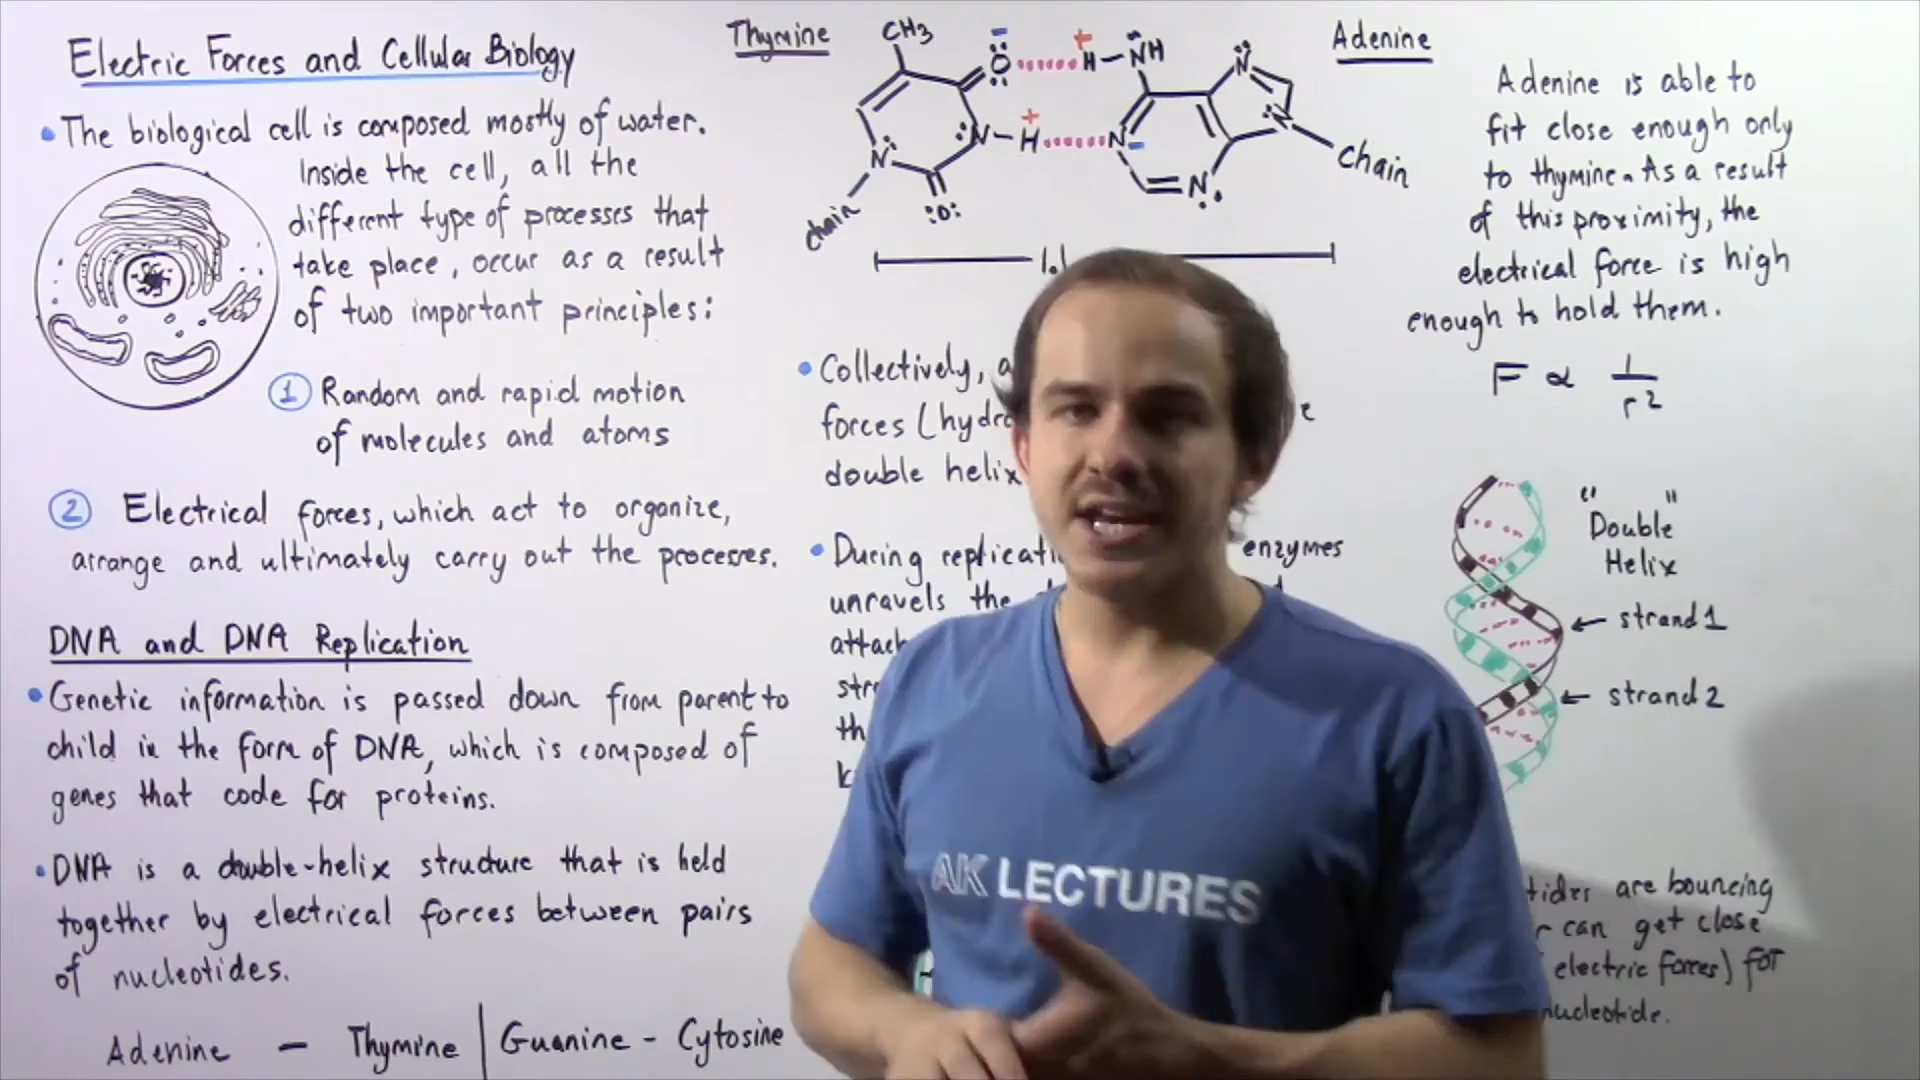 Electric Forces and Cellular Biology
• The biological cell is composed mostly of water.
Inside the cell, all the
different type of processes that
take place, occur as a result
of two important principles:
1 Random and rapid motion
of molecules and atoms
2 Electrical forces, which act to organize,
arrange and ultimately carry out the processes.
DNA and DNA Replication
• Genetic information is passed down from parent to
child in the form of DNA, which is composed of
genes that code for proteins.
• DNA is a double-helix structure that is held
together by electrical forces between pairs
of nucleotides.
Adenine - Thymine | Guanine - Cytosine
Thymine
CH3
O
H - NH
N - H
N
N
O
chain
Adenine
N
N
N
chain
1.1
• Collectively,
forces (hydro
double helix
• During replicati enzymes
unravels the
attach
str
th
AK LECTURES
Adenine is able to
fit close enough only
to thymine. As a result
of this proximity, the
electrical force is high
enough to hold them.
F ∝ 1/r2
"Double"
Helix
← strand 1
← strand 2
tides are bouncing
can get close
electric forces) for
nucleotide.